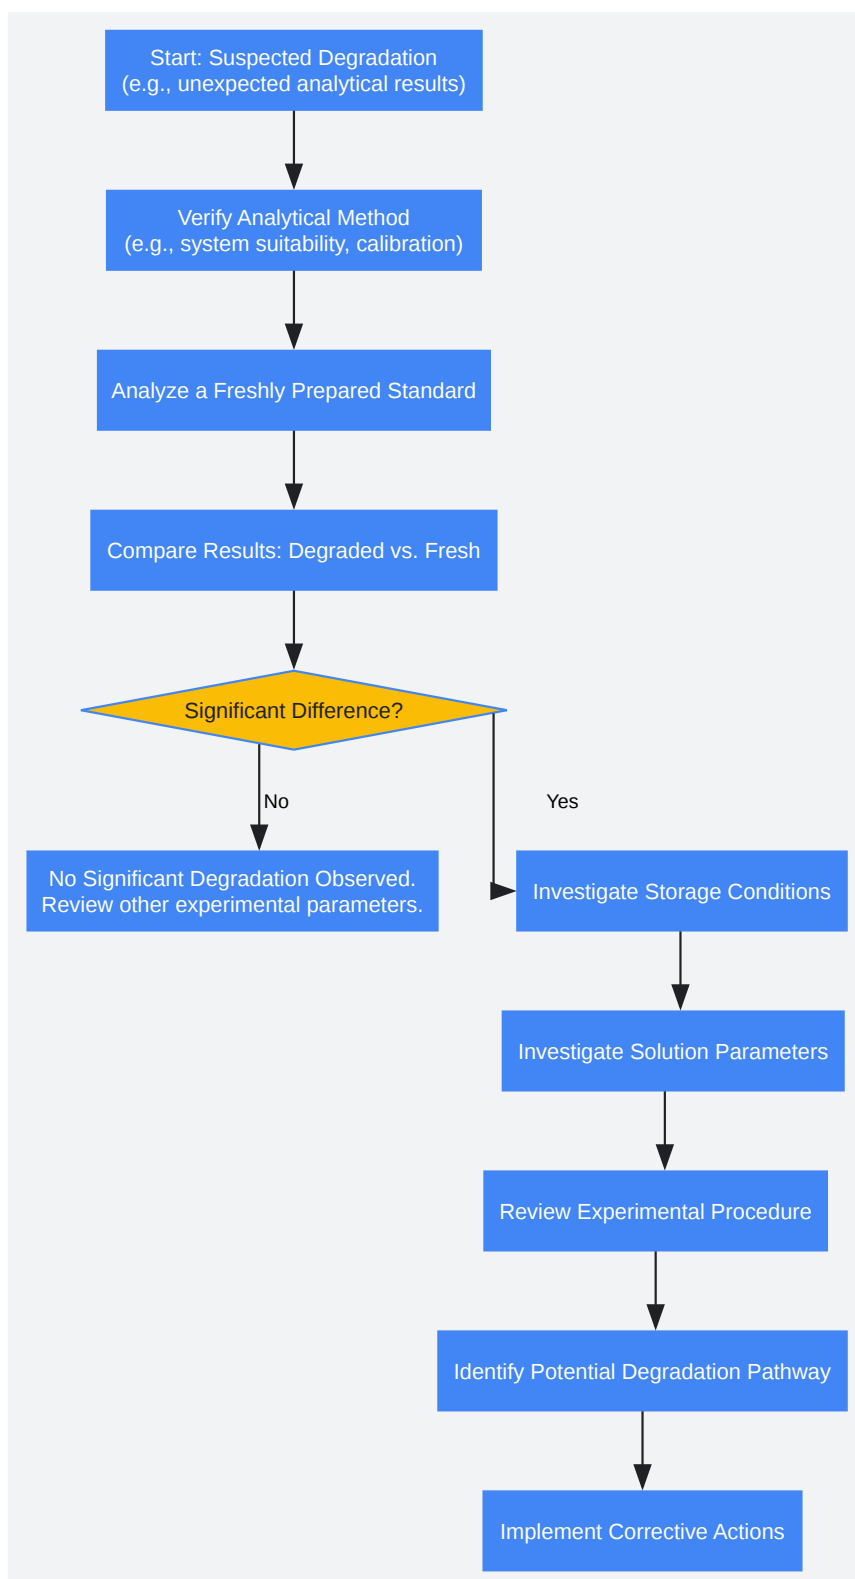 Start: Suspected Degradation
(e.g., unexpected analytical results)
Verify Analytical Method
(e.g., system suitability, calibration)
Analyze a Freshly Prepared Standard
Compare Results: Degraded vs. Fresh
Significant Difference?
No
Yes
No Significant Degradation Observed.
Review other experimental parameters.
Investigate Storage Conditions
Investigate Solution Parameters
Review Experimental Procedure
Identify Potential Degradation Pathway
Implement Corrective Actions